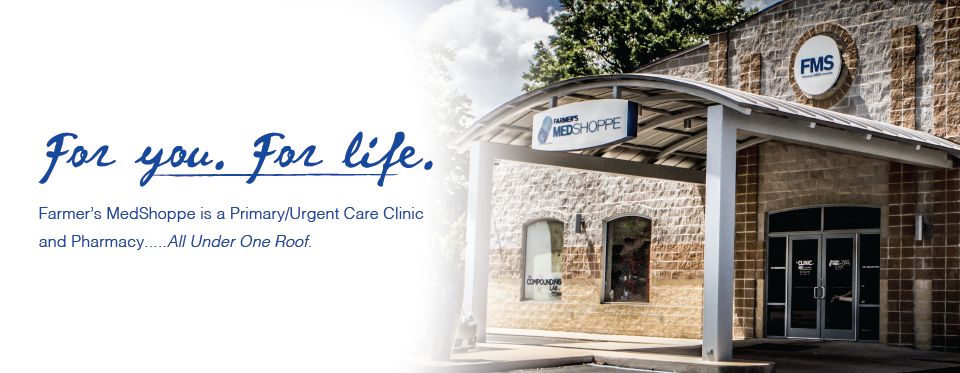 For you. For life.
Farmer's MedShoppe is a Primary/Urgent Care Clinic
and Pharmacy.....All Under One Roof.
FMS
FARMER'S
MEDSHOPPE
COMPOUNDING
LAB
CLINIC